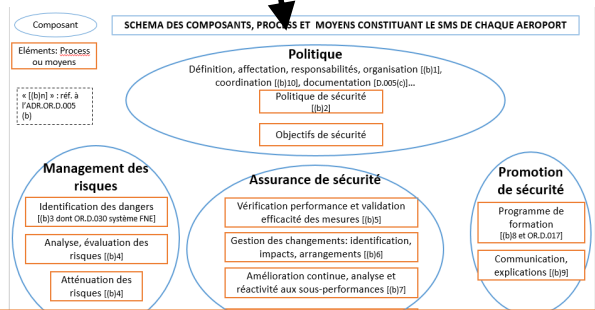 Composant
SCHEMA DES COMPOSANTS, PROCESS ET MOYENS CONSTITUANT LE SMS DE CHAQUE AEROPORT
Eléments: Process
ou moyens
« [(b)n] » : réf. à
l'ADR.OR.D.005
(b)
Politique
Définition, affectation, responsabilités, organisation [(b)1],
coordination [(b)10], documentation [D.005(c)]...
Politique de sécurité
[(b)2]
Objectifs de sécurité
Management des
risques
Identification des dangers
[(b)3 dont OR.D.030 système FNE]
Analyse, évaluation des
risques [(b)4]
Atténuation des
risques [(b)4]
Assurance de sécurité
Vérification performance et validation
efficacité des mesures [(b)5]
Gestion des changements: identification,
impacts, arrangements [(b)6]
Amélioration continue, analyse et
réactivité aux sous-performances [(b)7]
Promotion
de sécurité
Programme de
formation
[(b)8 et OR.D.017]
Communication,
explications [(b)9]